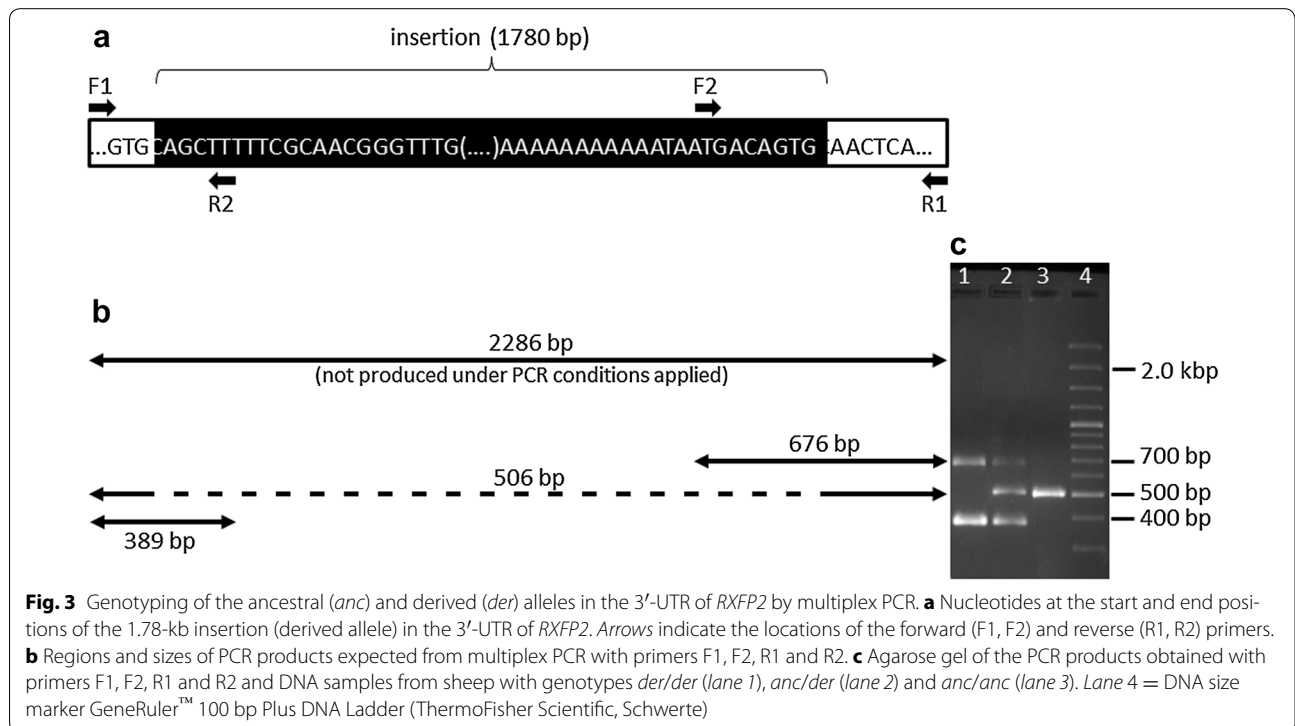 a
insertion (1780 bp)
F1
F2
...GTGCAGCTTTTTCGCAACGGGTTTG(....)AAAAAAAAAAAATAATGACAGTGCAACTCA...
R2
R1
b
2286 bp
(not produced under PCR conditions applied)
676 bp
506 bp
389 bp
c
1 2 3 4
2.0 kbp
700 bp
500 bp
400 bp
Fig. 3 Genotyping of the ancestral (anc) and derived (der) alleles in the 3′-UTR of RXFP2 by multiplex PCR. a Nucleotides at the start and end posi-
tions of the 1.78-kb insertion (derived allele) in the 3′-UTR of RXFP2. Arrows indicate the locations of the forward (F1, F2) and reverse (R1, R2) primers.
b Regions and sizes of PCR products expected from multiplex PCR with primers F1, F2, R1 and R2. c Agarose gel of the PCR products obtained with
primers F1, F2, R1 and R2 and DNA samples from sheep with genotypes der/der (lane 1), anc/der (lane 2) and anc/anc (lane 3). Lane 4 = DNA size
marker GeneRuler™ 100 bp Plus DNA Ladder (ThermoFisher Scientific, Schwerte)